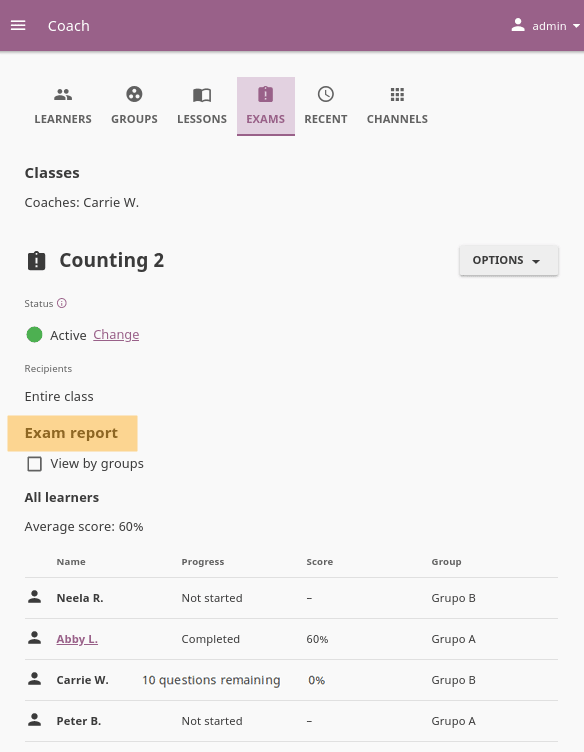 Coach admin
LEARNERS GROUPS LESSONS EXAMS RECENT CHANNELS
Classes
Coaches: Carrie W.
Counting 2 OPTIONS
Status
Active Change
Recipients
Entire class
Exam report
View by groups
All learners
Average score: 60%
Name Progress Score Group
Neela R. Not started – Grupo B
Abby L. Completed 60% Grupo A
Carrie W. 10 questions remaining 0% Grupo B
Peter B. Not started – Grupo A